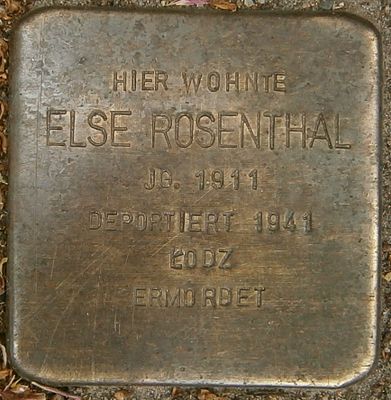 HIER WOHNTE
ELSE ROSENTHAL
JG. 1911
DEPORTIERT 1941
ŁODZ
ERMORDET